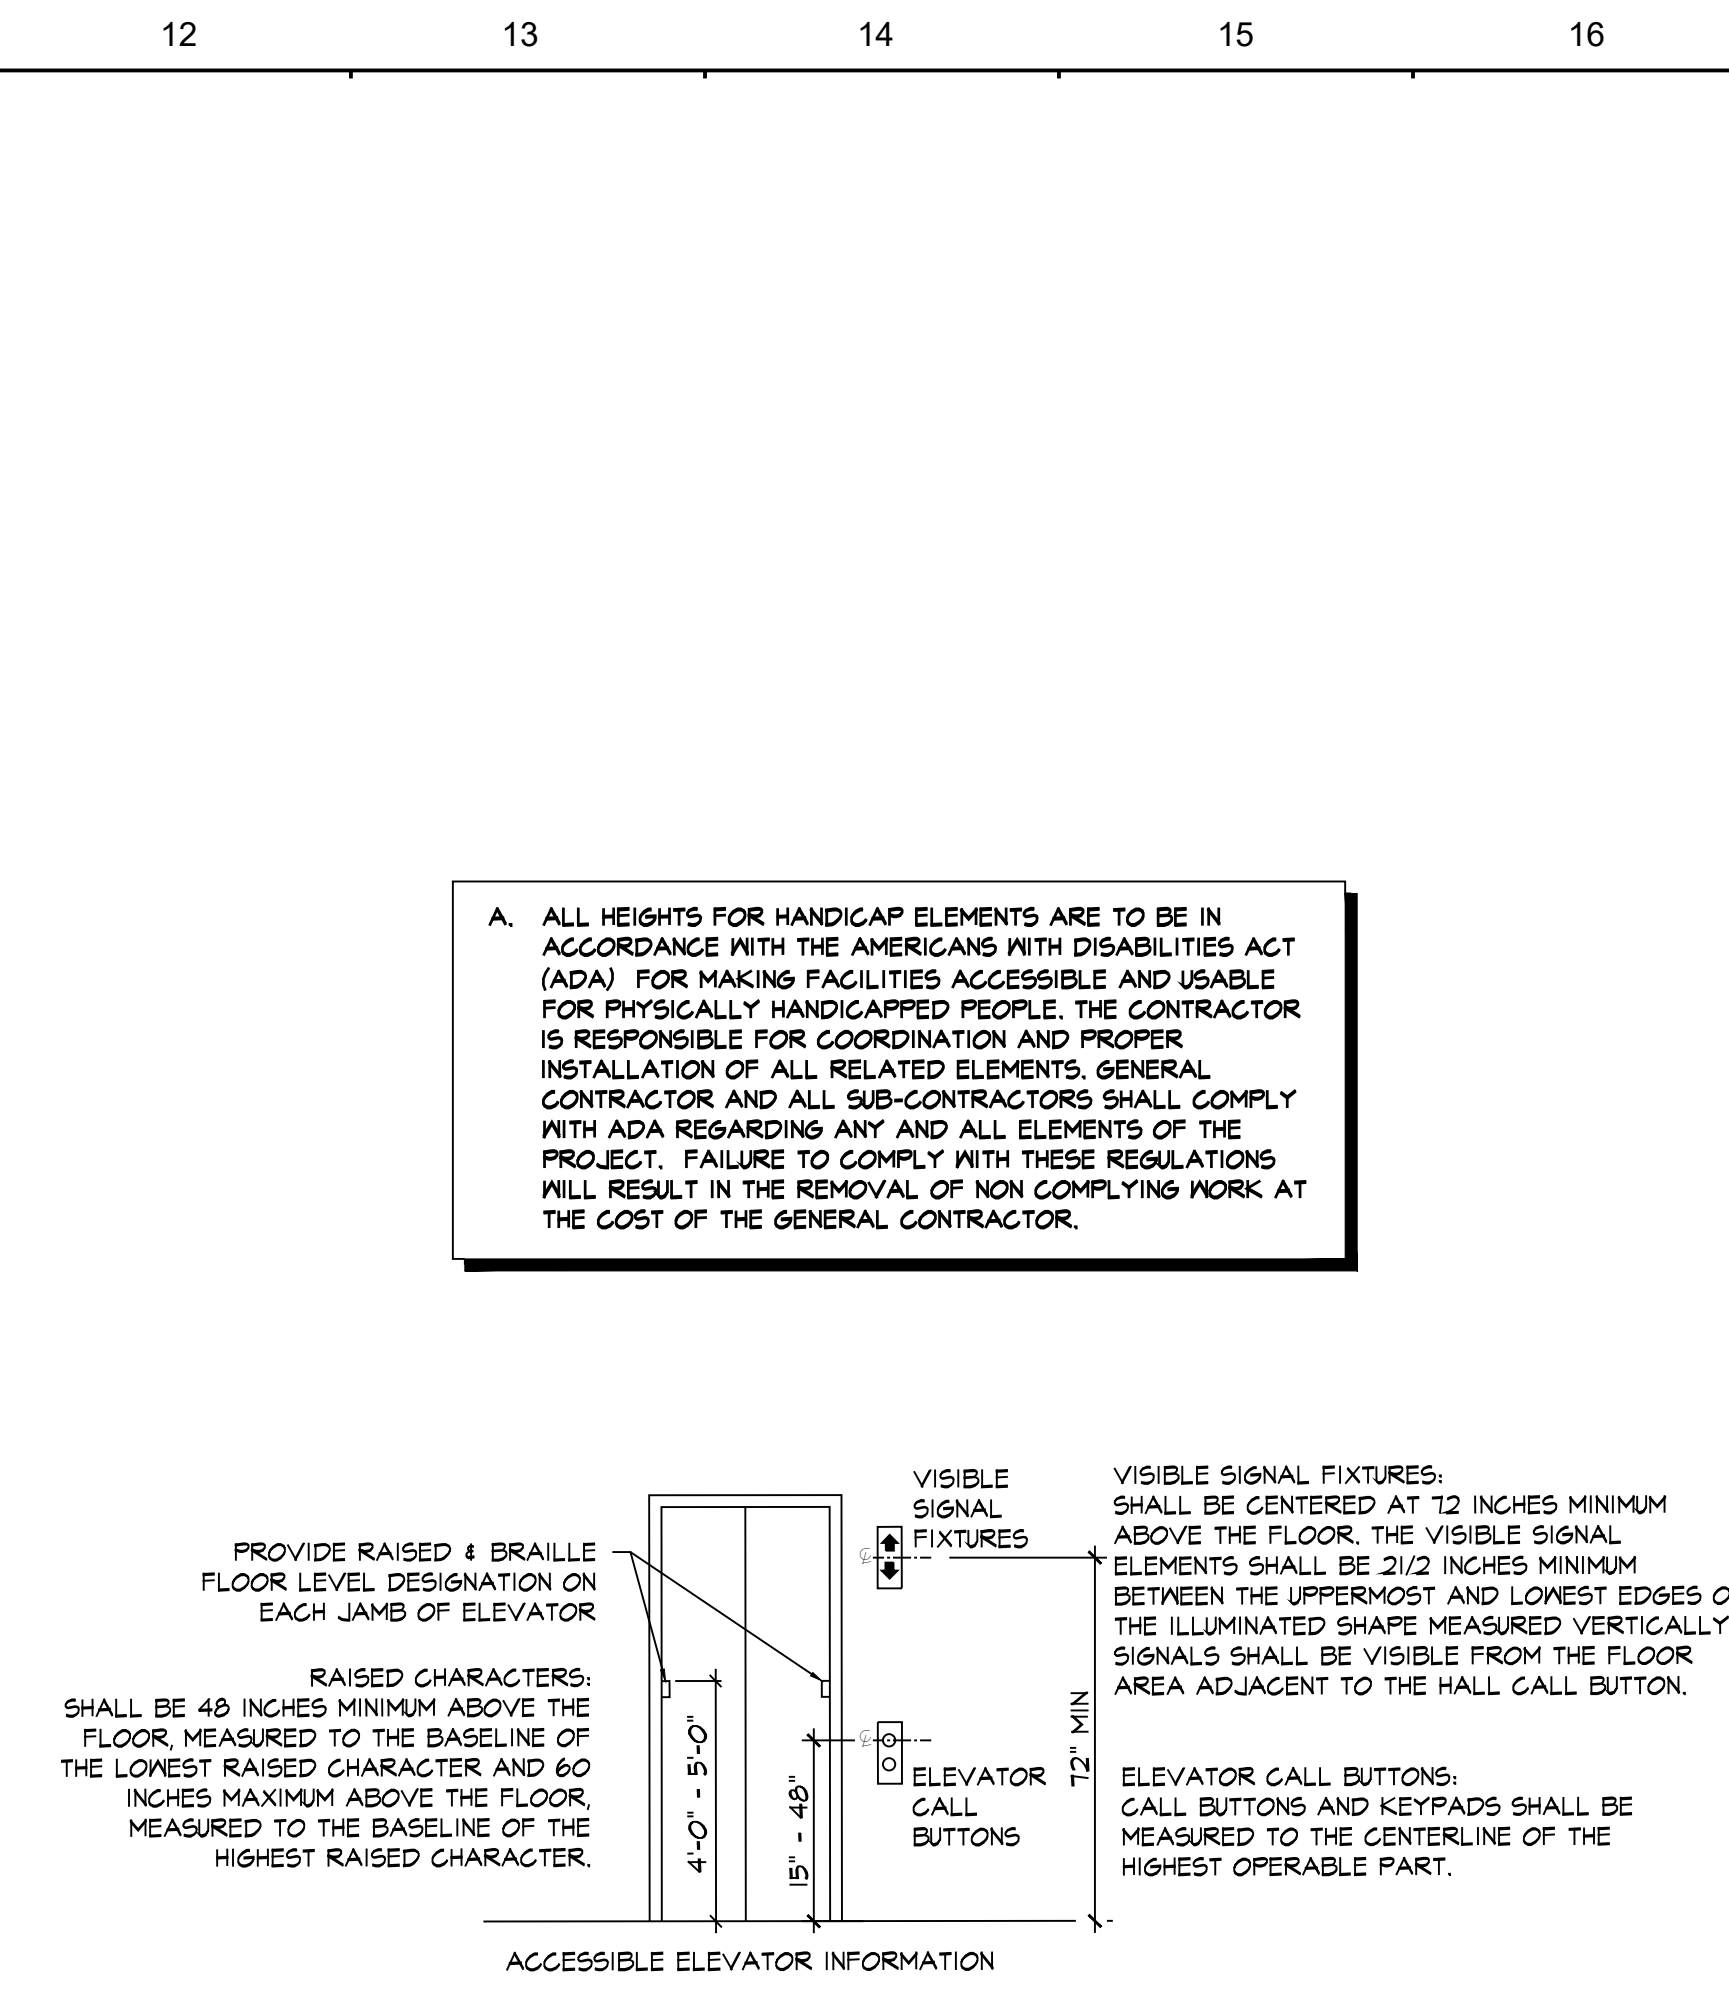 12 13 14 15 16
A. ALL HEIGHTS FOR HANDICAP ELEMENTS ARE TO BE IN
ACCORDANCE WITH THE AMERICANS WITH DISABILITIES ACT
(ADA) FOR MAKING FACILITIES ACCESSIBLE AND USABLE
FOR PHYSICALLY HANDICAPPED PEOPLE. THE CONTRACTOR
IS RESPONSIBLE FOR COORDINATION AND PROPER
INSTALLATION OF ALL RELATED ELEMENTS. GENERAL
CONTRACTOR AND ALL SUB-CONTRACTORS SHALL COMPLY
WITH ADA REGARDING ANY AND ALL ELEMENTS OF THE
PROJECT. FAILURE TO COMPLY WITH THESE REGULATIONS
WILL RESULT IN THE REMOVAL OF NON COMPLYING WORK AT
THE COST OF THE GENERAL CONTRACTOR.
PROVIDE RAISED & BRAILLE
FLOOR LEVEL DESIGNATION ON
EACH JAMB OF ELEVATOR
RAISED CHARACTERS:
SHALL BE 48 INCHES MINIMUM ABOVE THE
FLOOR, MEASURED TO THE BASELINE OF
THE LOWEST RAISED CHARACTER AND 60
INCHES MAXIMUM ABOVE THE FLOOR,
MEASURED TO THE BASELINE OF THE
HIGHEST RAISED CHARACTER.
4'-0" - 5'-0"
15" - 48"
VISIBLE
SIGNAL
FIXTURES
℄
℄
ELEVATOR
CALL
BUTTONS
72" MIN
VISIBLE SIGNAL FIXTURES:
SHALL BE CENTERED AT 72 INCHES MINIMUM
ABOVE THE FLOOR. THE VISIBLE SIGNAL
ELEMENTS SHALL BE 21/2 INCHES MINIMUM
BETWEEN THE UPPERMOST AND LOWEST EDGES O
THE ILLUMINATED SHAPE MEASURED VERTICALLY
SIGNALS SHALL BE VISIBLE FROM THE FLOOR
AREA ADJACENT TO THE HALL CALL BUTTON.
ELEVATOR CALL BUTTONS:
CALL BUTTONS AND KEYPADS SHALL BE
MEASURED TO THE CENTERLINE OF THE
HIGHEST OPERABLE PART.
ACCESSIBLE ELEVATOR INFORMATION